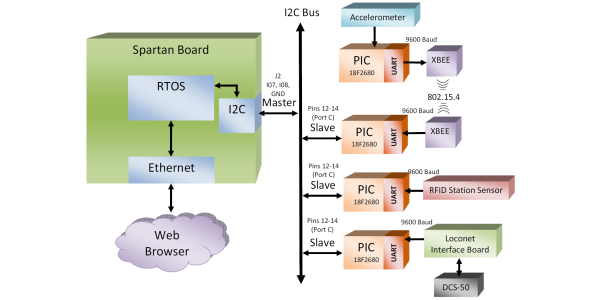 I2C Bus
Spartan Board
RTOS
I2C
Ethernet
Web
Browser
J2
I07, I08,
GND
Master
Accelerometer
PIC
18F2680
UART
9600 Baud
XBEE
802.15.4
Pins 12-14
(Port C)
Slave
PIC
18F2680
UART
9600 Baud
XBEE
Pins 12-14
(Port C)
Slave
PIC
18F2680
UART
9600 Baud
RFID Station Sensor
Pins 12-14
(Port C)
Slave
PIC
18F2680
UART
9600 Baud
Loconet
Interface Board
DCS-50